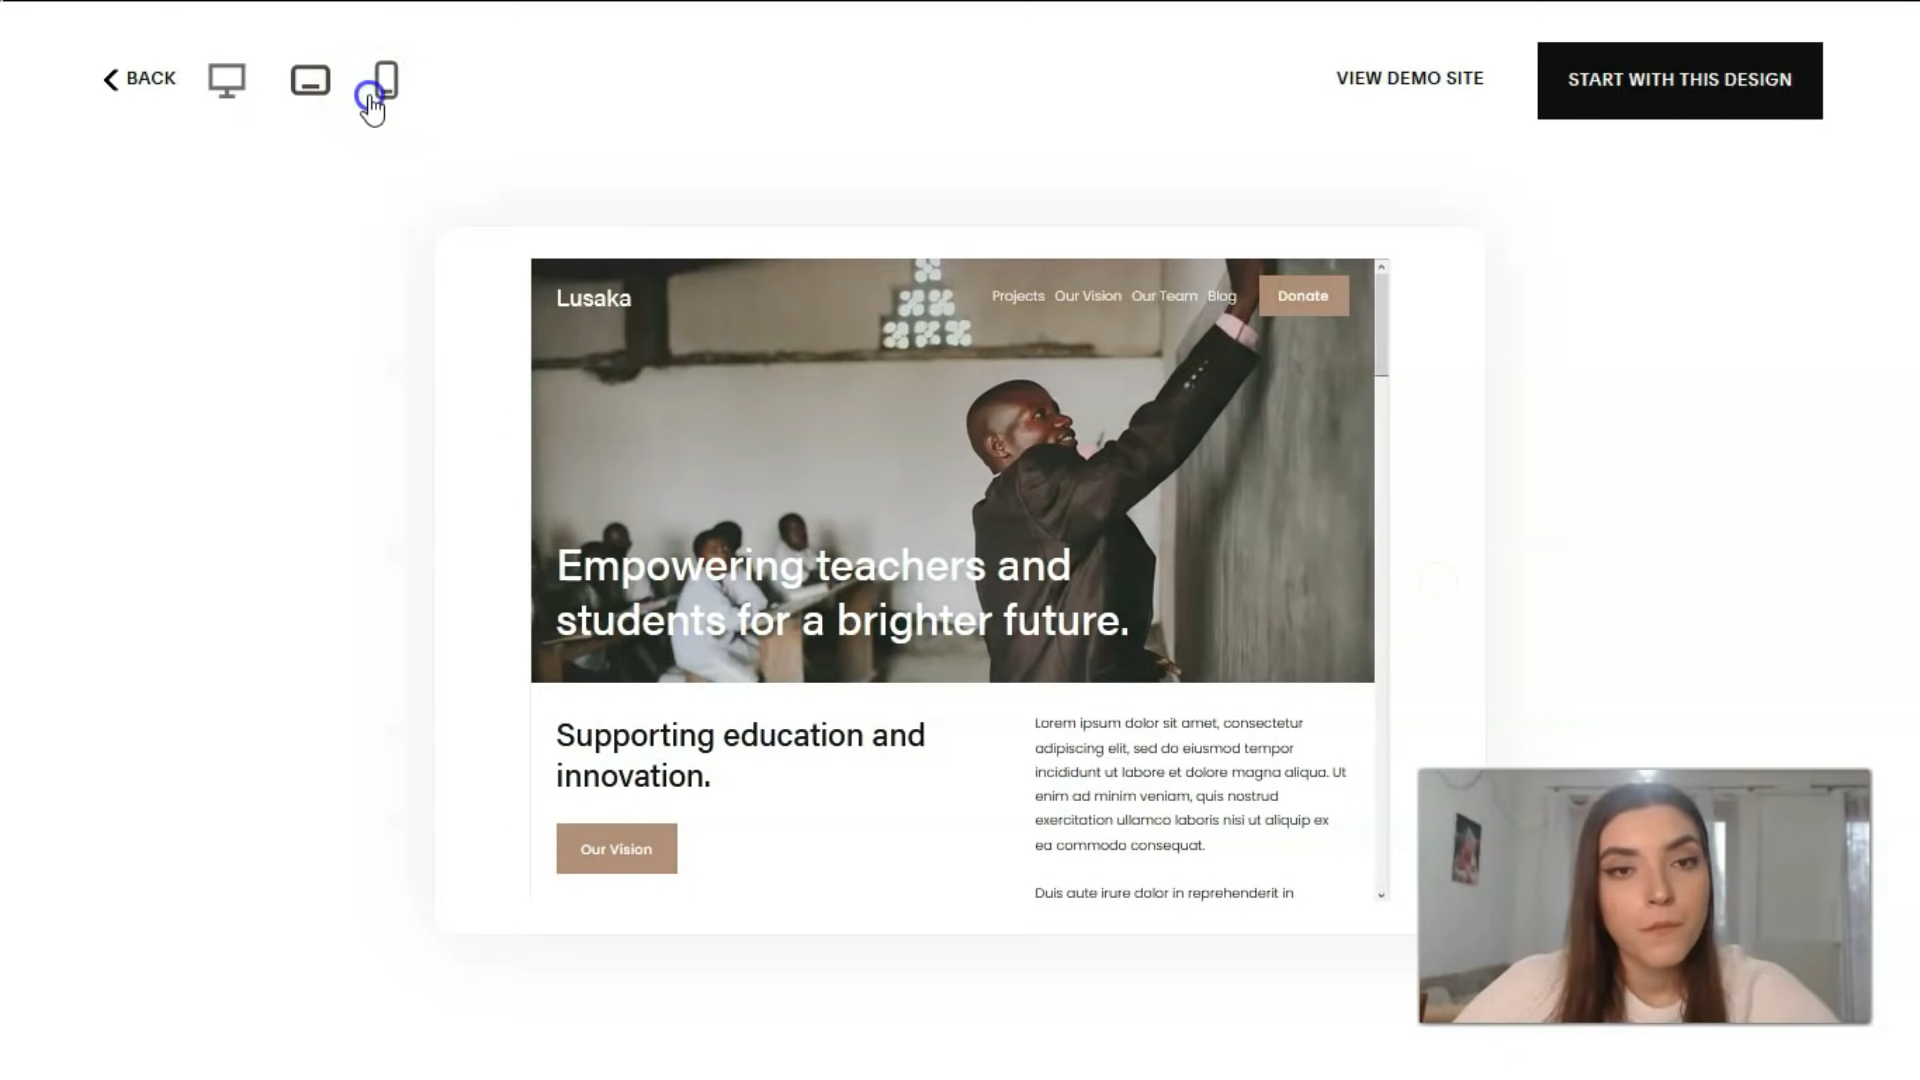 BACK
VIEW DEMO SITE
START WITH THIS DESIGN
Lusaka
Projects Our Vision Our Team Blog
Donate
Empowering teachers and
students for a brighter future.
Supporting education and
innovation.
Our Vision
Lorem ipsum dolor sit amet, consectetur
adipiscing elit, sed do eiusmod tempor
incididunt ut labore et dolore magna aliqua. Ut
enim ad minim veniam, quis nostrud
exercitation ullamco laboris nisi ut aliquip ex
ea commodo consequat.
Duis aute irure dolor in reprehenderit in